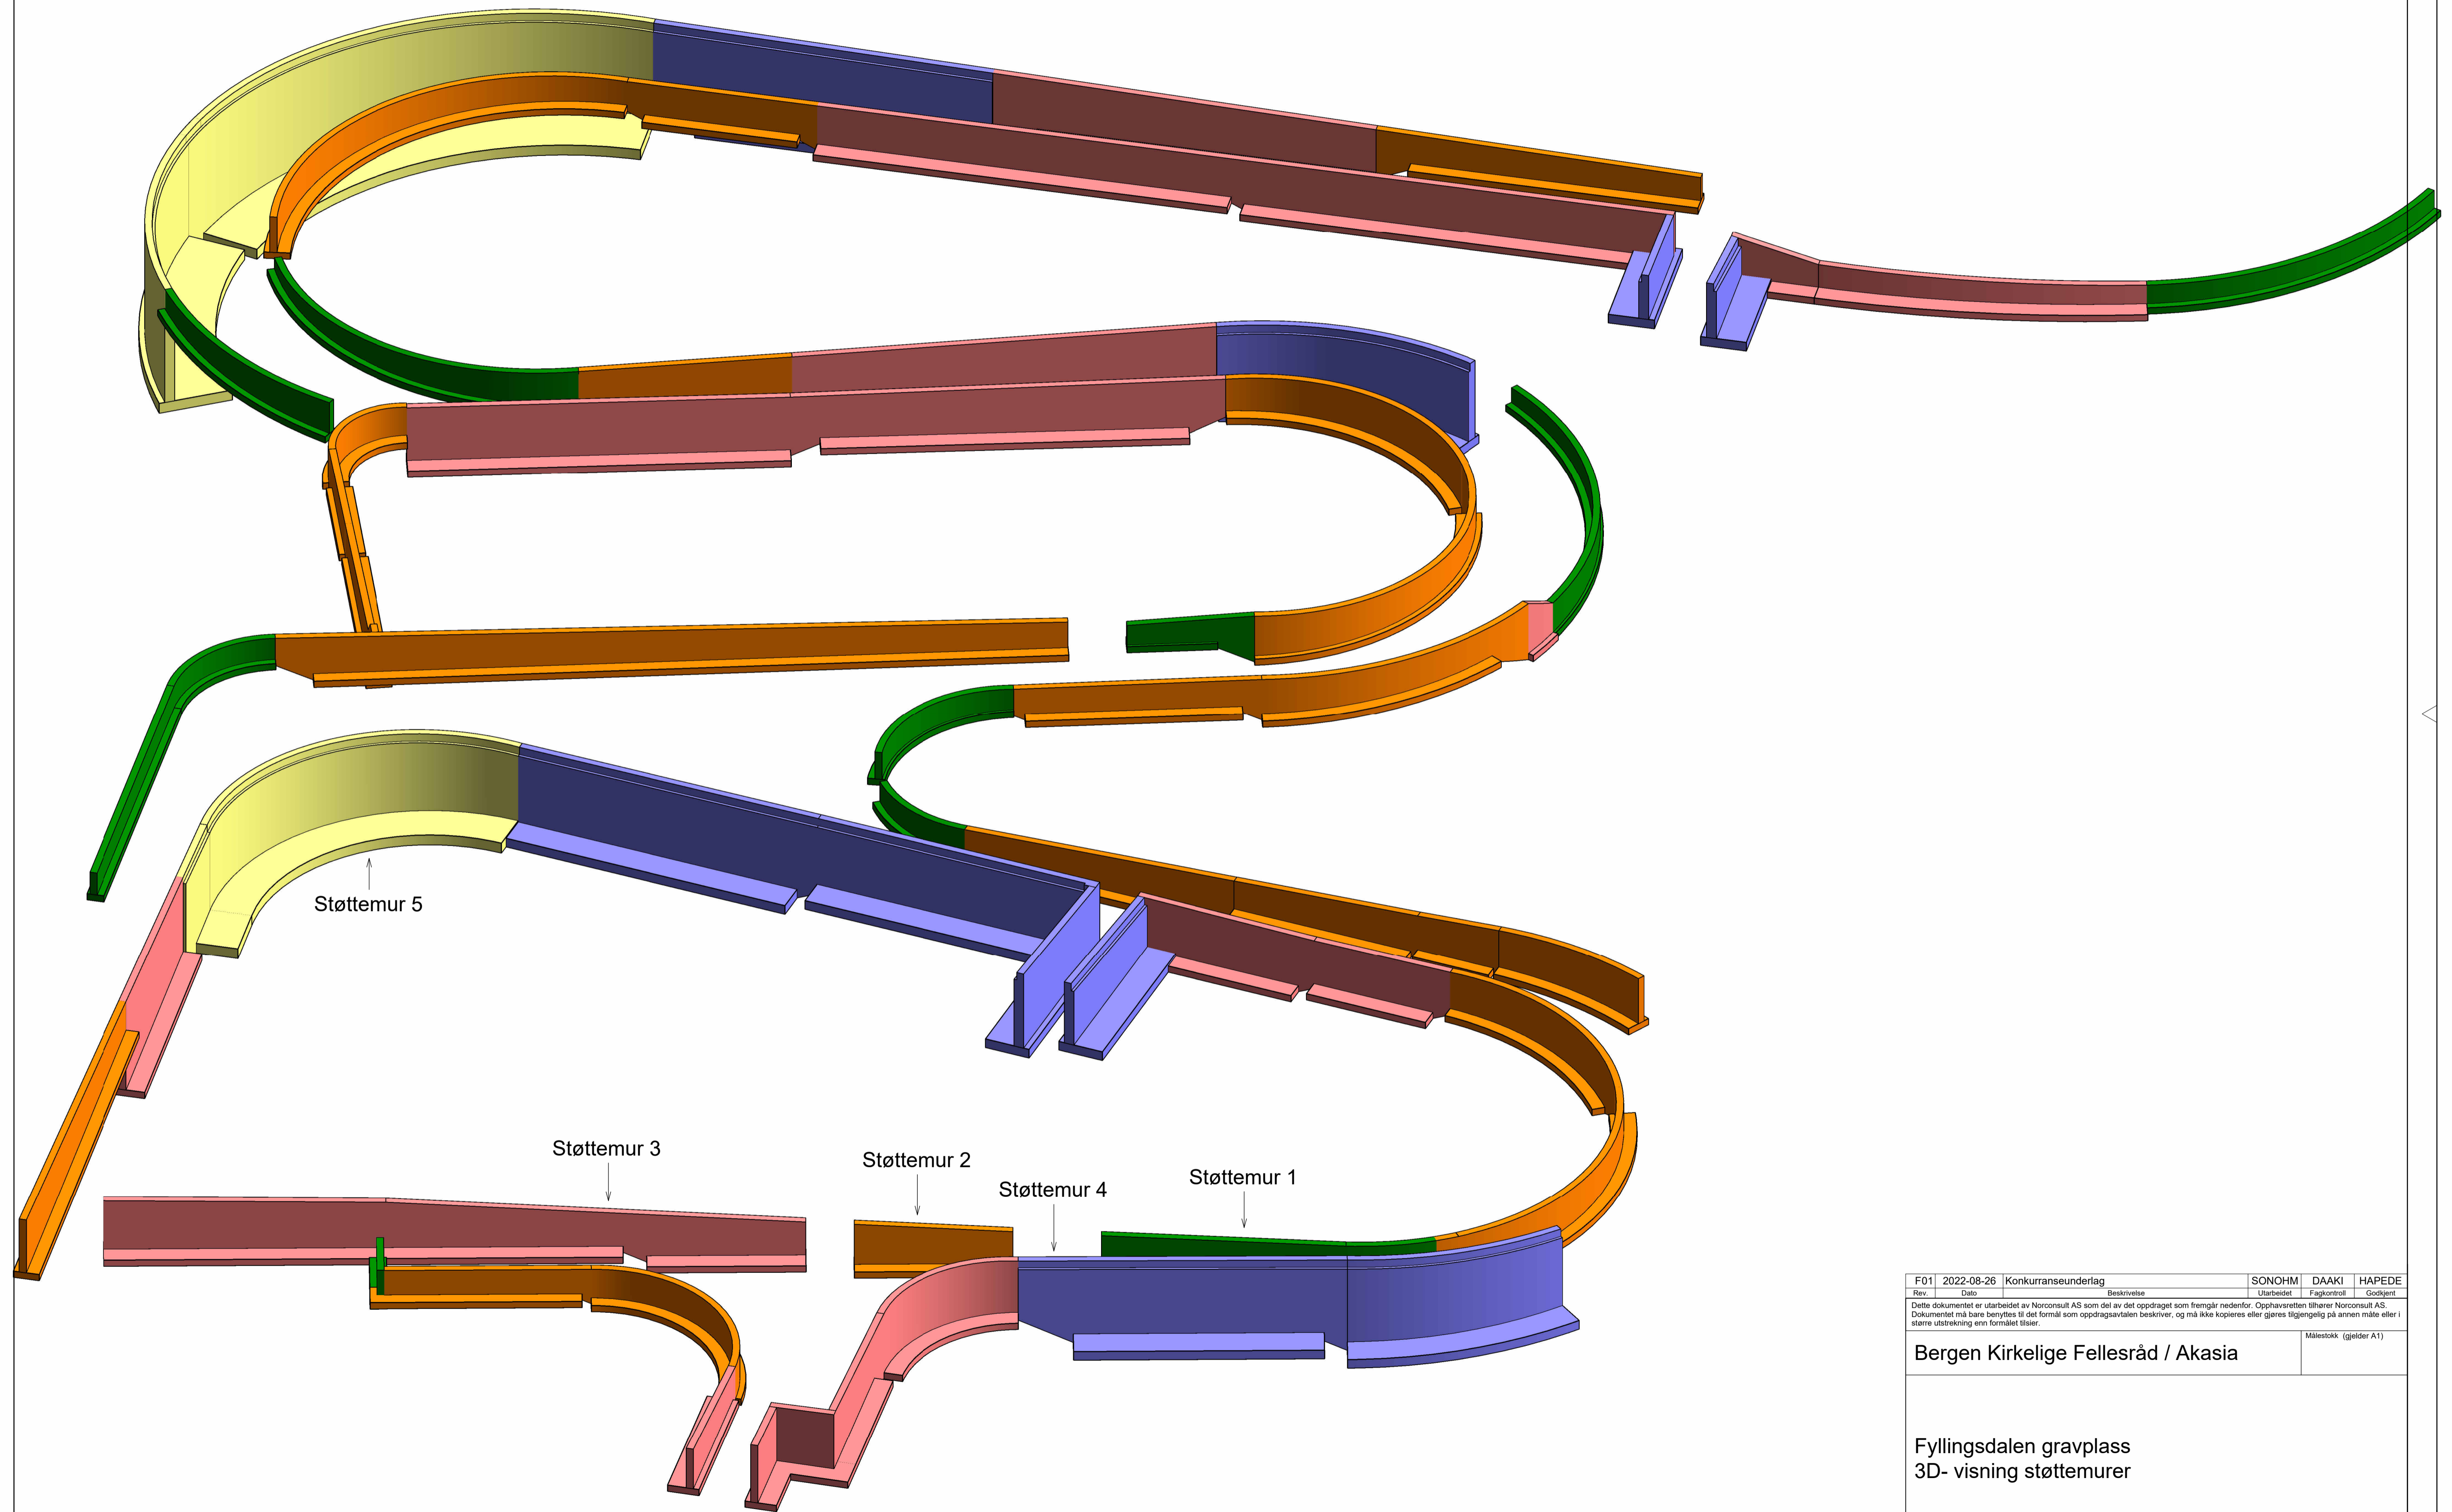 Støttemur 5
Støttemur 3
Støttemur 2
Støttemur 4
Støttemur 1
F01 2022-08-26 Konkurranseunderlag SONOHM DAAKI HAPEDE
Rev. Dato Beskrivelse Utarbeidet Fagkontroll Godkjent
Dette dokumentet er utarbeidet av Norconsult AS som del av det oppdraget som fremgår nedenfor. Opphavsretten tilhører Norconsult AS.
Dokumentet må bare benyttes til det formål som oppdragsavtalen beskriver, og må ikke kopieres eller gjøres tilgjengelig på annen måte eller i
større utstrekning enn formålet tilsier.
Målestokk (gjelder A1)
Bergen Kirkelige Fellesråd / Akasia
Fyllingsdalen gravplass
3D- visning støttemurer